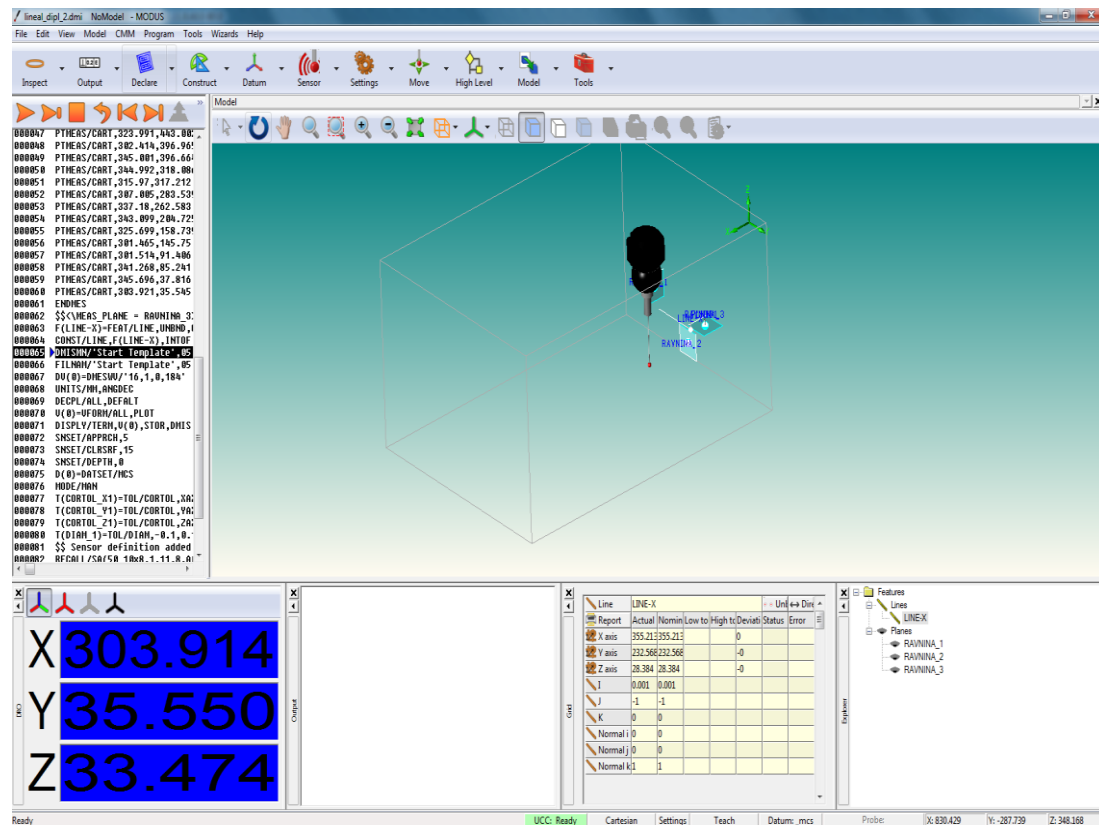 lineal_dipl_2.dmi NoModel - MODUS
File Edit View Model CMM Program Tools Wizards Help
Inspect Output Declare Construct Datum Sensor Settings Move High Level Model Tools
Model
000047 PTMEAS/CART,323.991,443.00
000048 PTMEAS/CART,302.414,396.96
000049 PTMEAS/CART,345.001,396.66
000050 PTMEAS/CART,344.992,318.08
000051 PTMEAS/CART,315.97,317.212
000052 PTMEAS/CART,307.005,283.53
000053 PTMEAS/CART,337.18,262.583
000054 PTMEAS/CART,343.099,204.72
000055 PTMEAS/CART,325.699,158.73
000056 PTMEAS/CART,301.465,145.75
000057 PTMEAS/CART,301.514,91.406
000058 PTMEAS/CART,341.268,85.241
000059 PTMEAS/CART,345.696,37.816
000060 PTMEAS/CART,303.921,35.545
000061 ENDMES
000062 $$<\MEAS_PLANE = RAVNINA_3
000063 F(LINE-X)=FEAT/LINE,UNBND,
000064 CONST/LINE,F(LINE-X),INTOF
000065 DMISMN/'Start Template',05
000066 FILNAM/'Start Template',05
000067 DV(0)=DMESWV/'16,1,0,184'
000068 UNITS/MM,ANGDEC
000069 DECPL/ALL,DEFALT
000070 V(0)=VFORM/ALL,PLOT
000071 DISPLY/TERM,V(0),STOR,DMIS
000072 SNSET/APPRCH,5
000073 SNSET/CLRSRF,15
000074 SNSET/DEPTH,0
000075 D(0)=DATSET/MCS
000076 MODE/MAN
000077 T(CORTOL_X1)=TOL/CORTOL,XA
000078 T(CORTOL_Y1)=TOL/CORTOL,YA
000079 T(CORTOL_Z1)=TOL/CORTOL,ZA
000080 T(DIAM_1)=TOL/DIAM,-0.1,0.
000081 $$ Sensor definition added
000082 RECALL/SA(50_10x8.1.11.8.A
Z
RAVNINA_2
DRO
X 303.914
Y 35.550
Z 33.474
Output
Grid
Line LINE-X Unl Dire
Report Actual Nomin Low to High to Deviati Status Error
X axis 355.213 355.213 0
Y axis 232.568 232.568 -0
Z axis 28.384 28.384 -0
I 0.001 0.001
J -1 -1
K 0 0
Normal i 0 0
Normal j 0 0
Normal k 1 1
Explorer
Features
Lines
LINE-X
Planes
RAVNINA_1
RAVNINA_2
RAVNINA_3
Ready UCC: Ready Cartesian Settings Teach Datum: _mcs Probe: X: 830.429 Y: -287.739 Z: 348.168